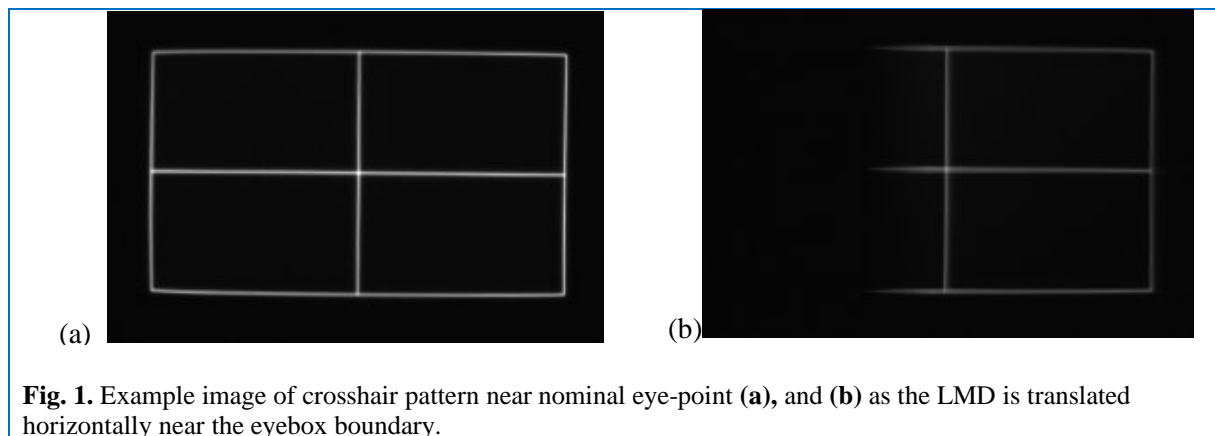 (a)
(b)
Fig. 1. Example image of crosshair pattern near nominal eye-point (a), and (b) as the LMD is translated
horizontally near the eyebox boundary.